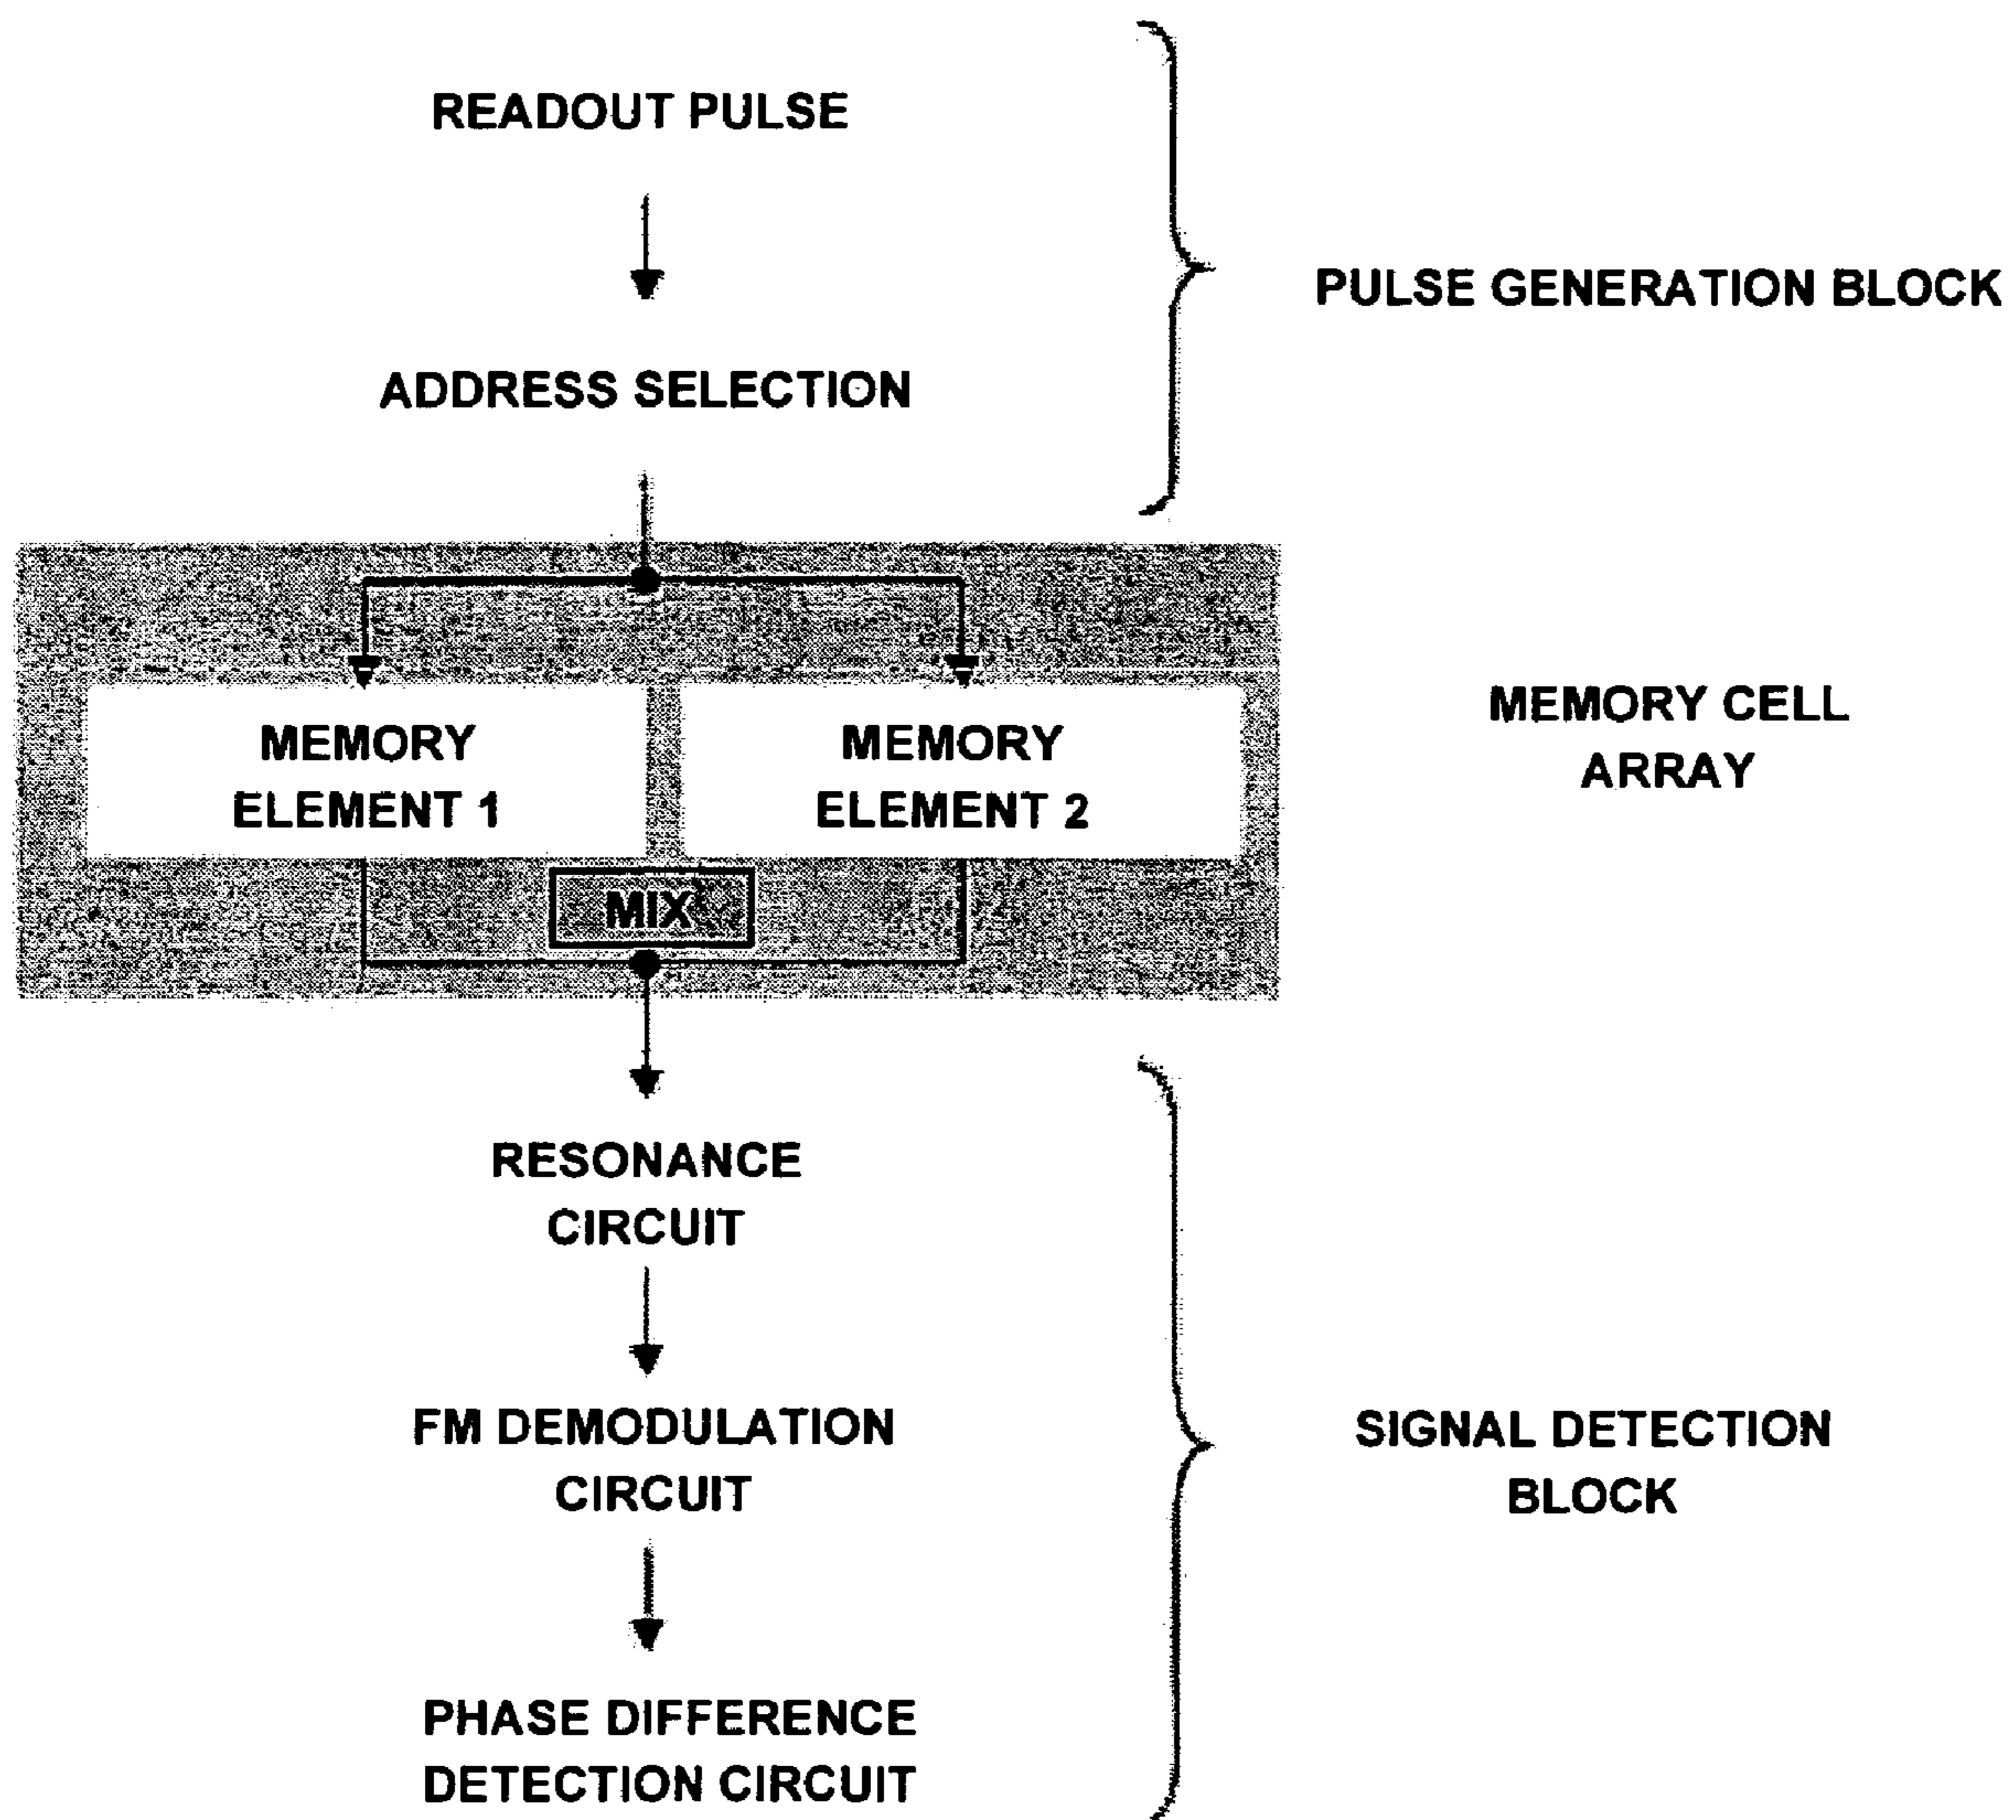 READOUT PULSE
PULSE GENERATION BLOCK
ADDRESS SELECTION
MEMORY
ELEMENT 1
MEMORY
ELEMENT 2
MEMORY CELL
ARRAY
MIX
RESONANCE
CIRCUIT
FM DEMODULATION
CIRCUIT
SIGNAL DETECTION
BLOCK
PHASE DIFFERENCE
DETECTION CIRCUIT